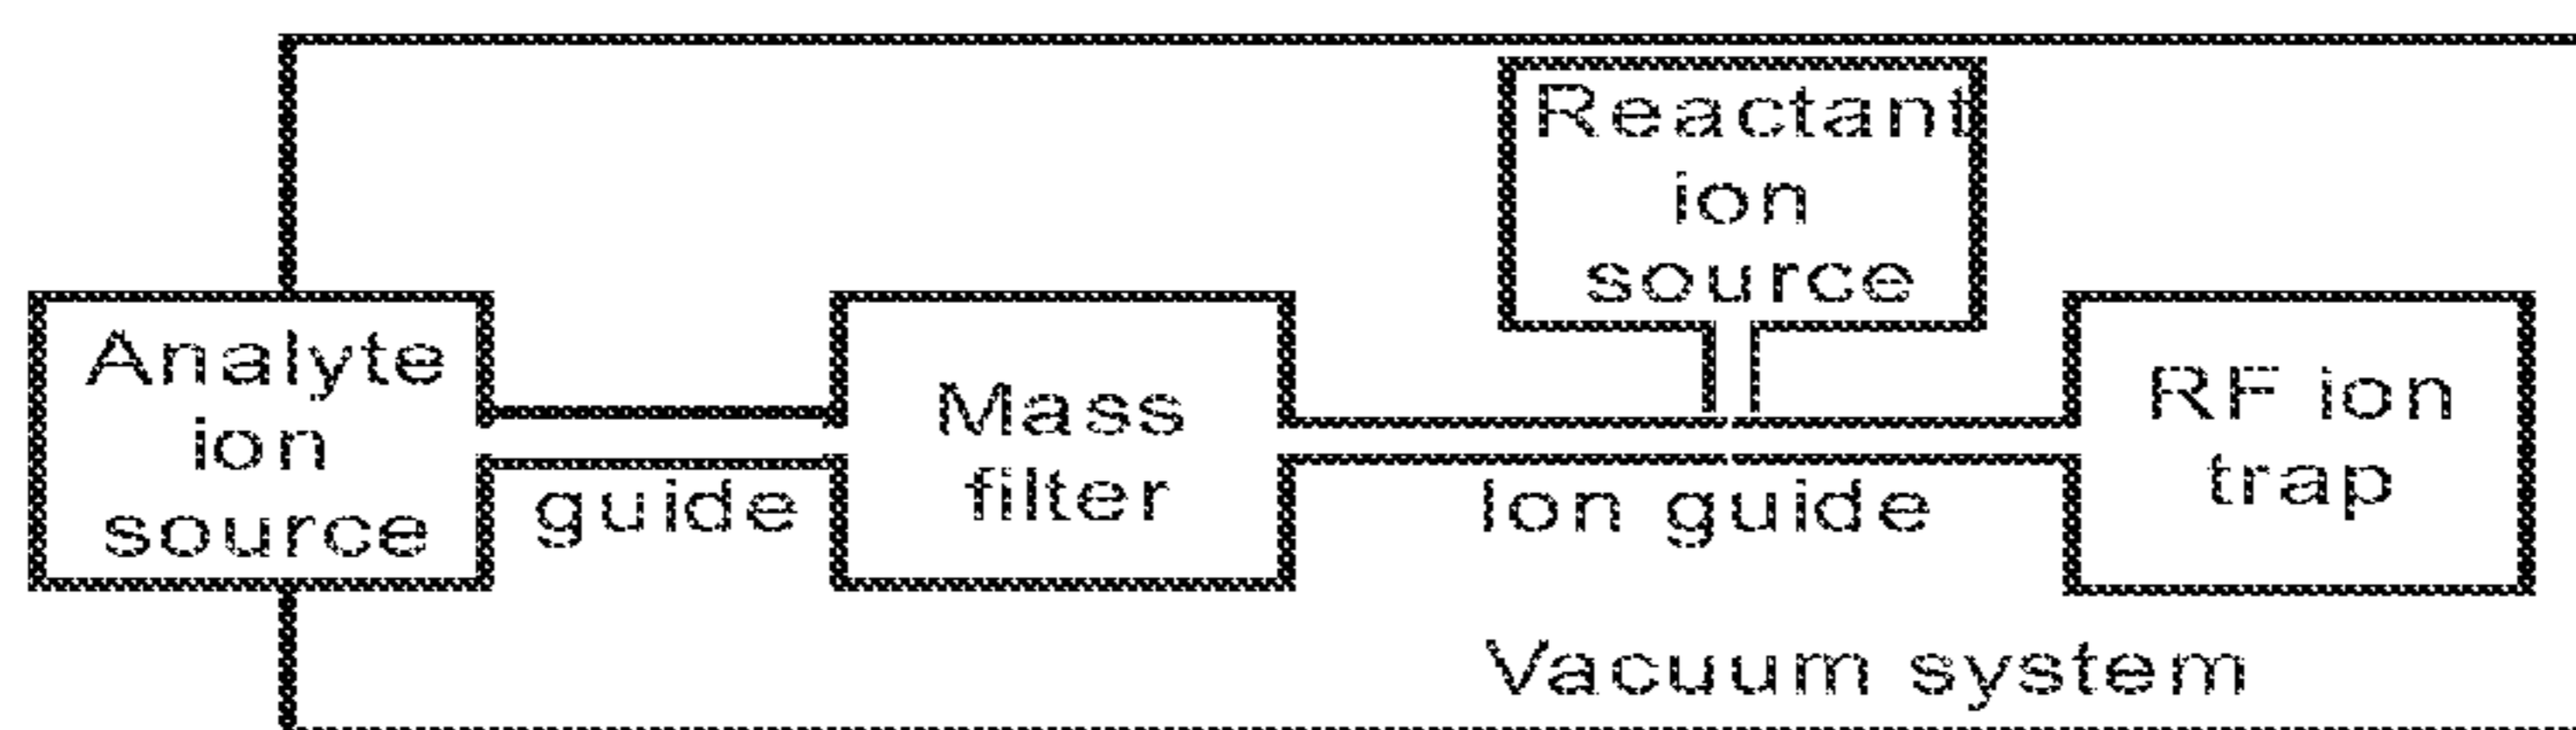 Reactant
ion
source
Analyte
ion
source
guide
Mass
filter
Ion guide
RF ion
trap
Vacuum system